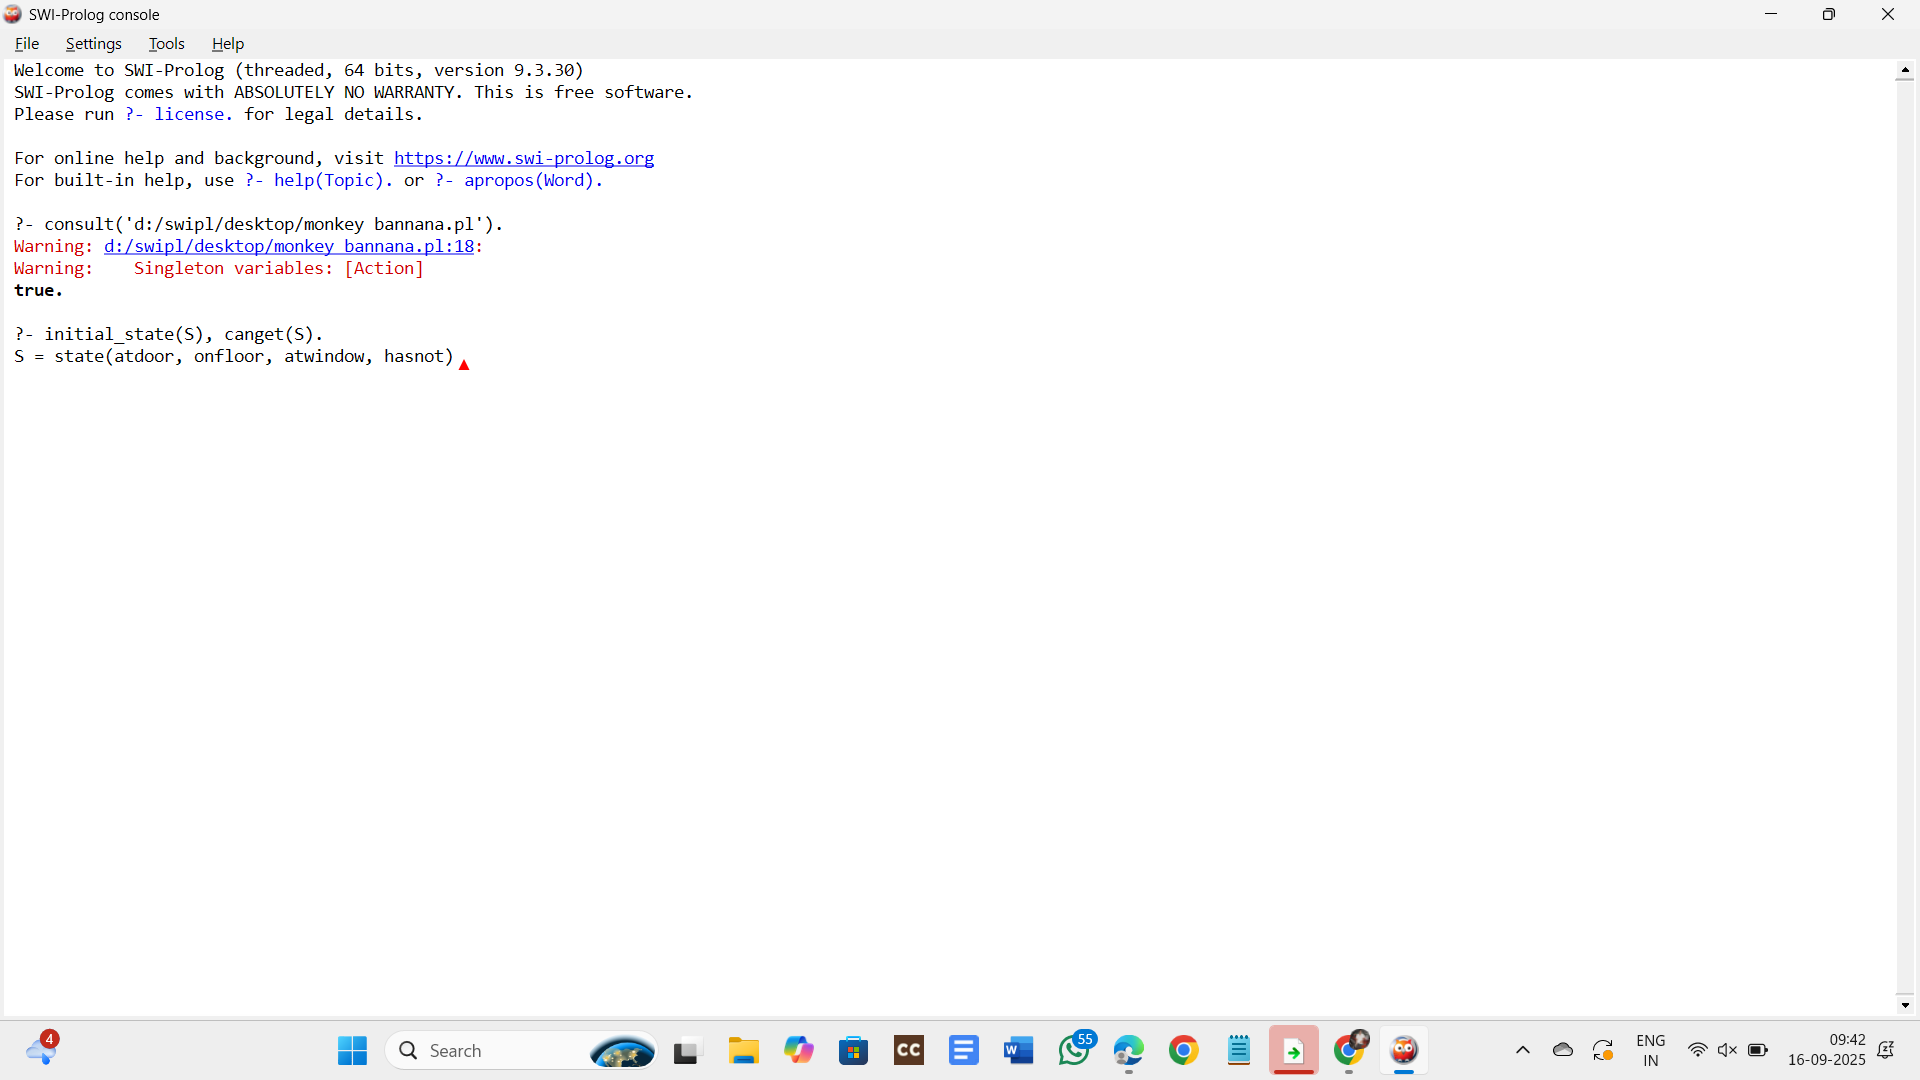 SWI-Prolog console
File Settings Tools Help
Welcome to SWI-Prolog (threaded, 64 bits, version 9.3.30)
SWI-Prolog comes with ABSOLUTELY NO WARRANTY. This is free software.
Please run ?- license. for legal details.
For online help and background, visit https://www.swi-prolog.org
For built-in help, use ?- help(Topic). or ?- apropos(Word).
?- consult('d:/swipl/desktop/monkey bannana.pl').
Warning: d:/swipl/desktop/monkey bannana.pl:18:
Warning:    Singleton variables: [Action]
true.
?- initial_state(S), canget(S).
S = state(atdoor, onfloor, atwindow, hasnot)
4
Search
CC
W
55
ENG
IN
09:42
16-09-2025